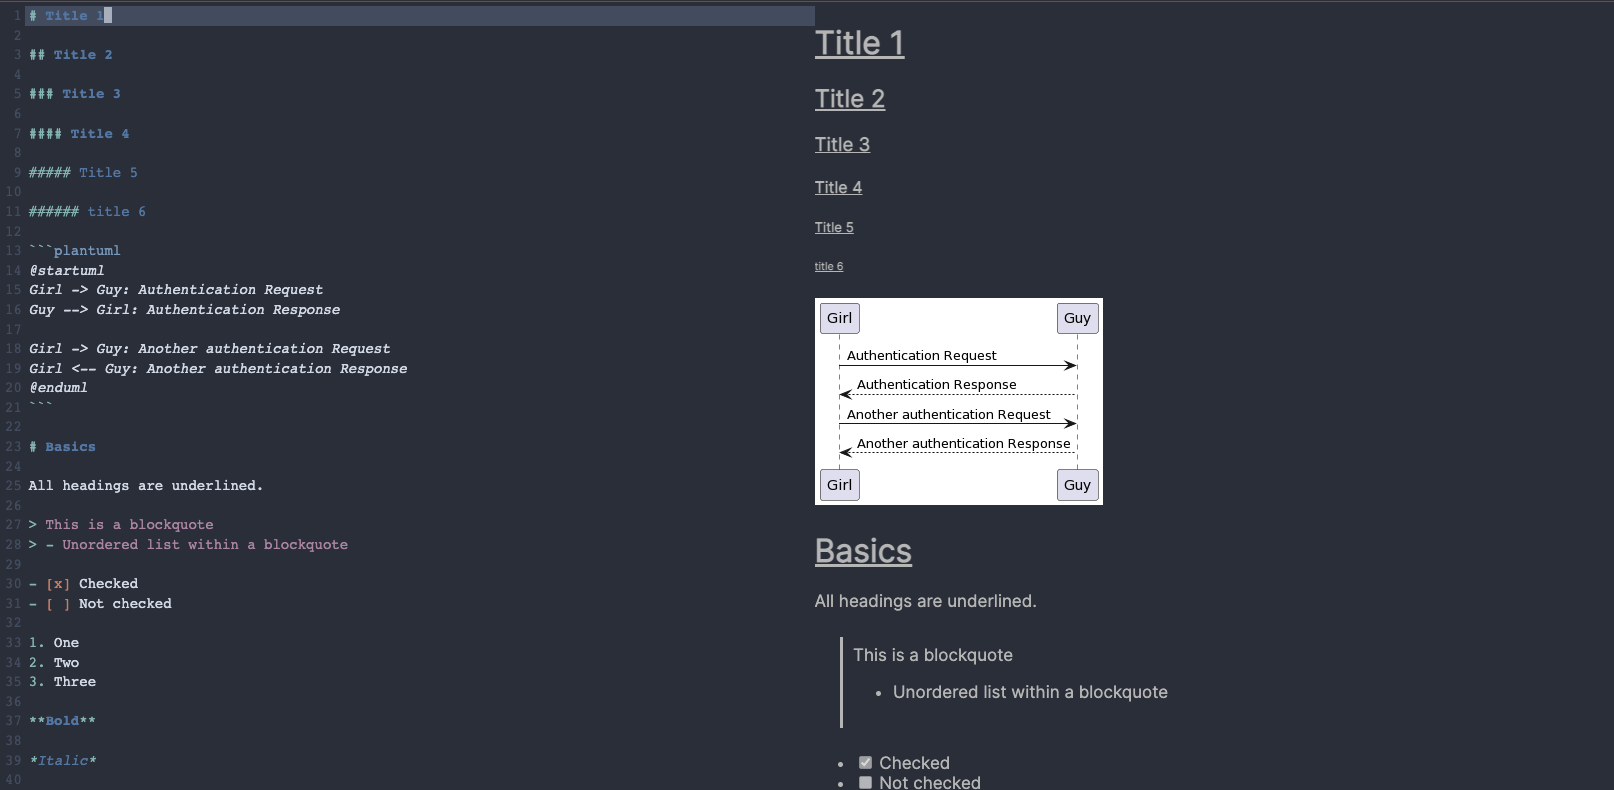 1 # Title 1
2
3 ## Title 2
4
5 ### Title 3
6
7 #### Title 4
8
9 ##### Title 5
10
11 ###### title 6
12
13 ```plantuml
14 @startuml
15 Girl -> Guy: Authentication Request
16 Guy --> Girl: Authentication Response
17
18 Girl -> Guy: Another authentication Request
19 Girl <-- Guy: Another authentication Response
20 @enduml
21 ```
22
23 # Basics
24
25 All headings are underlined.
26
27 > This is a blockquote
28 > - Unordered list within a blockquote
29
30 - [x] Checked
31 - [ ] Not checked
32
33 1. One
34 2. Two
35 3. Three
36
37 **Bold**
38
39 *Italic*
40
Title 1
Title 2
Title 3
Title 4
Title 5
title 6
Girl Guy
Authentication Request
Authentication Response
Another authentication Request
Another authentication Response
Girl Guy
Basics
All headings are underlined.
This is a blockquote
• Unordered list within a blockquote
• Checked
• Not checked